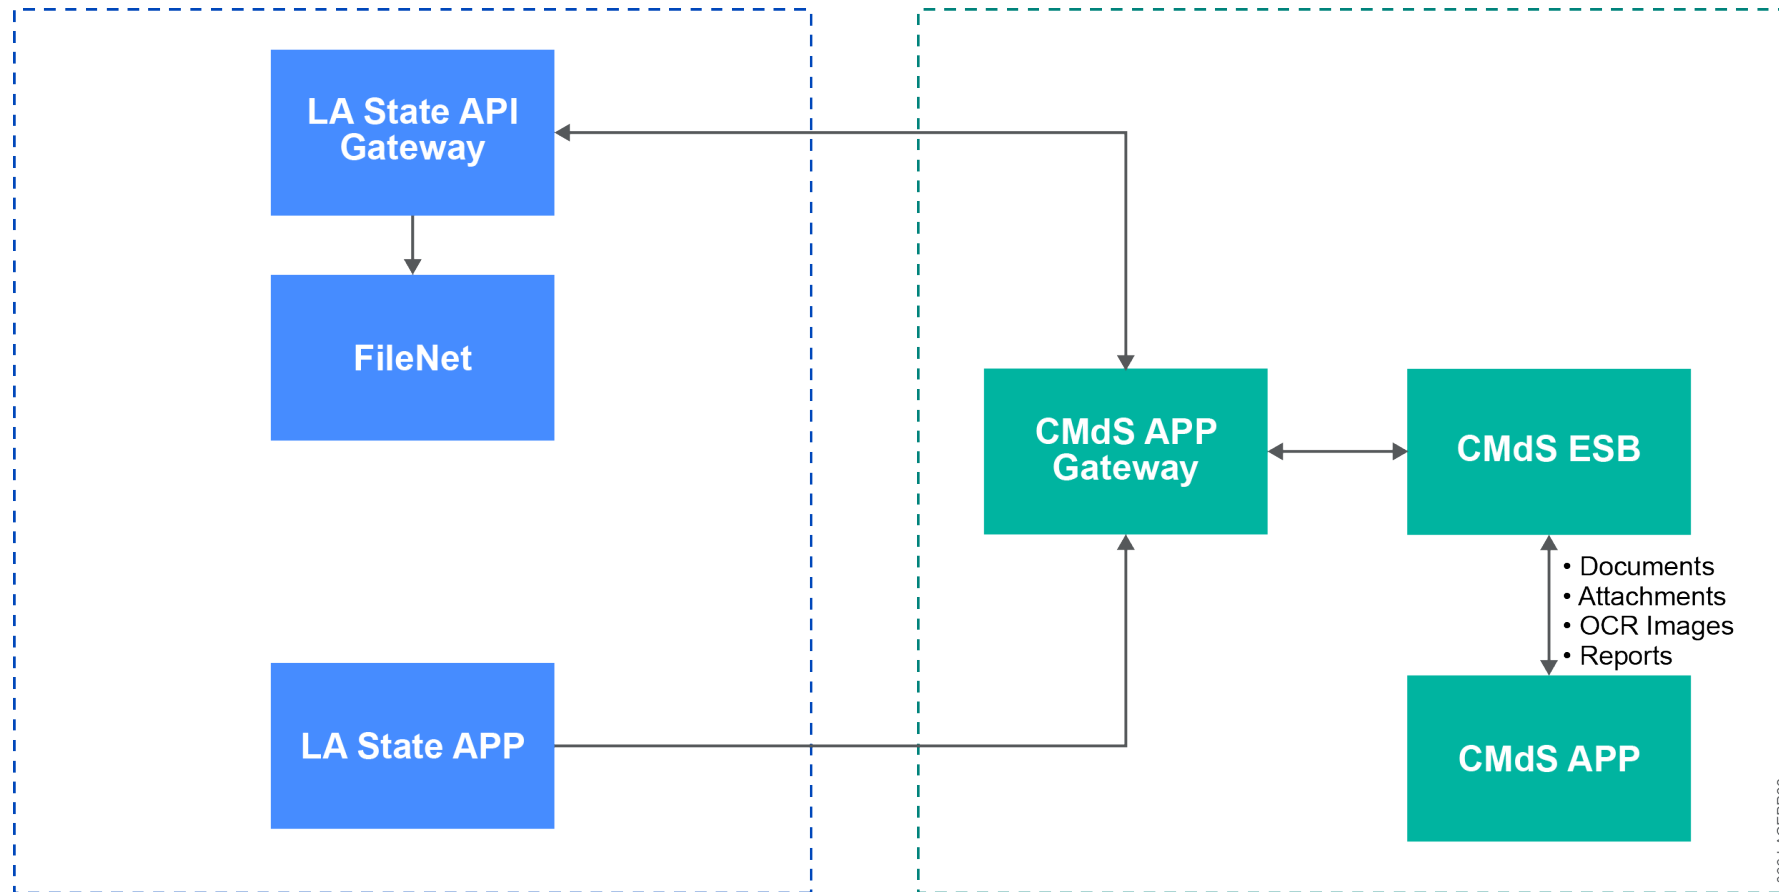 LA State API
Gateway
FileNet
LA State APP
CMdS APP
Gateway
CMdS ESB
• Documents
• Attachments
• OCR Images
• Reports
CMdS APP